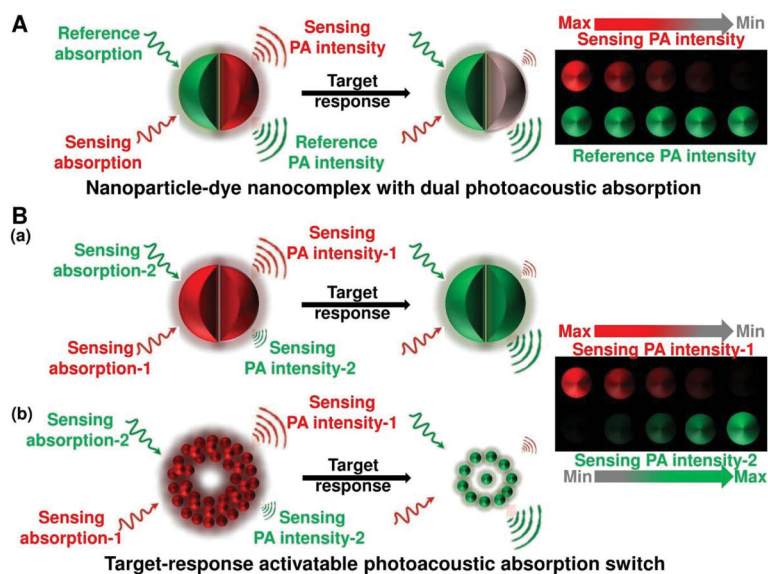 A
Reference
absorption
Sensing
PA intensity
Target
response
Sensing
absorption
Reference
PA intensity
Max Min
Sensing PA intensity
Reference PA intensity
Nanoparticle-dye nanocomplex with dual photoacoustic absorption
B
(a)
Sensing
absorption-2
Sensing
PA intensity-1
Target
response
Sensing
absorption-1
Sensing
PA intensity-2
(b)
Sensing
absorption-2
Sensing
PA intensity-1
Target
response
Sensing
absorption-1
Sensing
PA intensity-2
Max Min
Sensing PA intensity-1
Sensing PA intensity-2
Min Max
Target-response activatable photoacoustic absorption switch